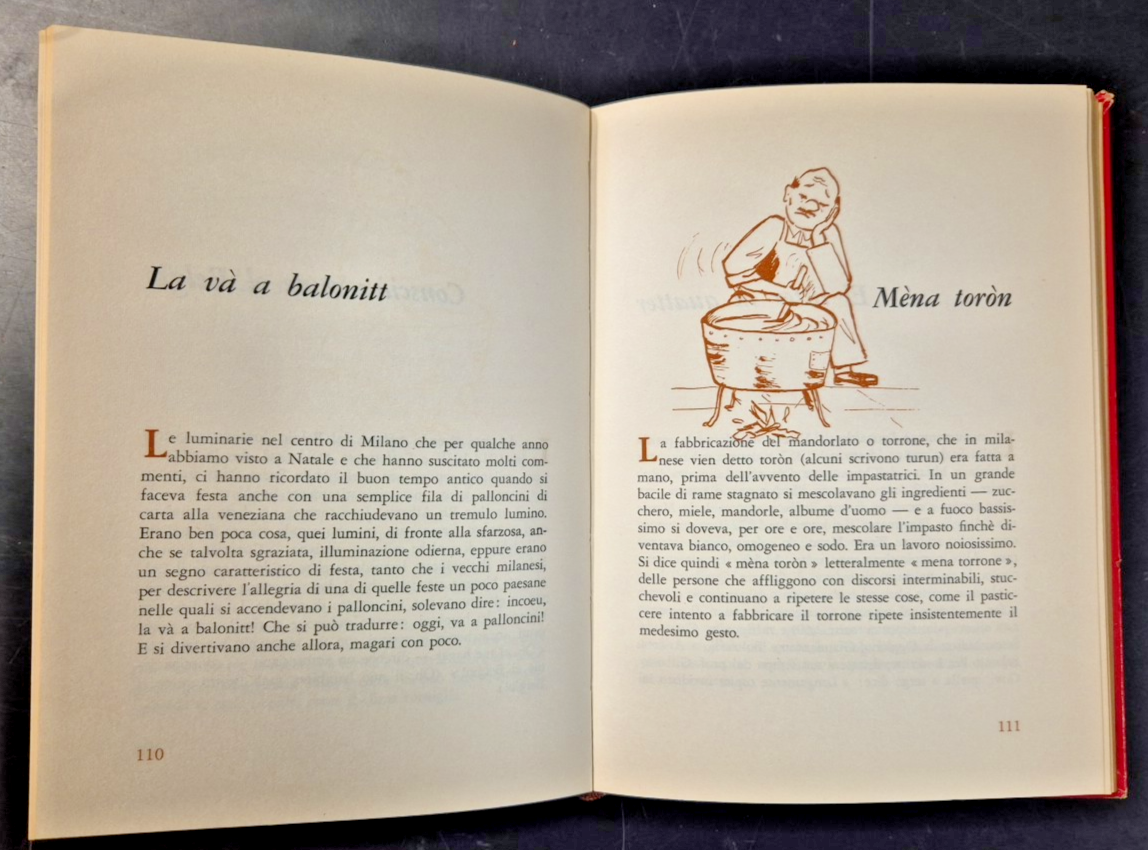 La và a balonitt
Le luminarie nel centro di Milano che per qualche anno
abbiamo visto a Natale e che hanno suscitato molti com-
menti, ci hanno ricordato il buon tempo antico quando si
faceva festa anche con una semplice fila di palloncini di
carta alla veneziana che racchiudevano un tremulo lumino.
Erano ben poca cosa, quei lumini, di fronte alla sfarzosa, an-
che se talvolta sgraziata, illuminazione odierna, eppure erano
un segno caratteristico di festa, tanto che i vecchi milanesi,
per descrivere l'allegria di una di quelle feste un poco paesane
nelle quali si accendevano i palloncini, solevano dire: incoeu,
la và a balonitt! Che si può tradurre: oggi, va a palloncini!
E si divertivano anche allora, magari con poco.
110
Mèna toròn
La fabbricazione del mandorlato o torrone, che in mila-
nese vien detto toròn (alcuni scrivono turun) era fatta a
mano, prima dell'avvento delle impastatrici. In un grande
bacile di rame stagnato si mescolavano gli ingredienti — zuc-
chero, miele, mandorle, albume d'uomo — e a fuoco bassis-
simo si doveva, per ore e ore, mescolare l'impasto finchè di-
ventava bianco, omogeneo e sodo. Era un lavoro noiosissimo.
Si dice quindi « mèna toròn » letteralmente « mena torrone »,
delle persone che affliggono con discorsi interminabili, stuc-
chevoli e continuano a ripetere le stesse cose, come il pastic-
cere intento a fabbricare il torrone ripete insistentemente il
medesimo gesto.
111